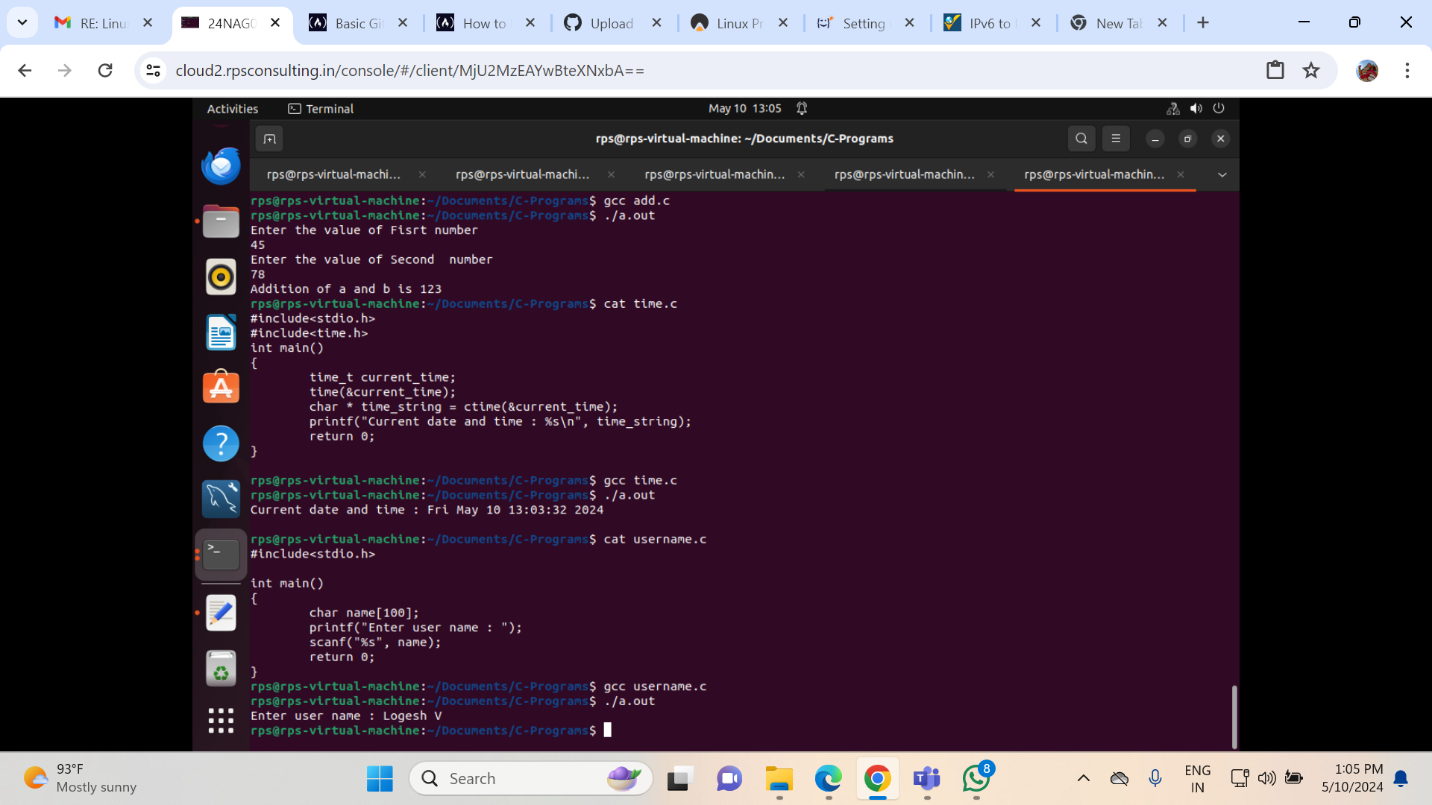 RE: Linu
24NAG
Basic Gi
How to
Upload
Linux Pr
Setting
IPv6 to
New Tab
cloud2.rpsconsulting.in/console/#/client/MjU2MzEAYwBteXNxbA==
Activities
Terminal
May 10 13:05
rps@rps-virtual-machine: ~/Documents/C-Programs
rps@rps-virtual-machi...
rps@rps-virtual-machi...
rps@rps-virtual-machin...
rps@rps-virtual-machin...
rps@rps-virtual-machin...
rps@rps-virtual-machine:~/Documents/C-Programs$ gcc add.c
rps@rps-virtual-machine:~/Documents/C-Programs$ ./a.out
Enter the value of Fisrt number
45
Enter the value of Second  number
78
Addition of a and b is 123
rps@rps-virtual-machine:~/Documents/C-Programs$ cat time.c
#include<stdio.h>
#include<time.h>
int main()
{
        time_t current_time;
        time(&current_time);
        char * time_string = ctime(&current_time);
        printf("Current date and time : %s\n", time_string);
        return 0;
}
rps@rps-virtual-machine:~/Documents/C-Programs$ gcc time.c
rps@rps-virtual-machine:~/Documents/C-Programs$ ./a.out
Current date and time : Fri May 10 13:03:32 2024
rps@rps-virtual-machine:~/Documents/C-Programs$ cat username.c
#include<stdio.h>
int main()
{
        char name[100];
        printf("Enter user name : ");
        scanf("%s", name);
        return 0;
}
rps@rps-virtual-machine:~/Documents/C-Programs$ gcc username.c
rps@rps-virtual-machine:~/Documents/C-Programs$ ./a.out
Enter user name : Logesh V
rps@rps-virtual-machine:~/Documents/C-Programs$
93°F
Mostly sunny
Search
8
ENG
IN
1:05 PM
5/10/2024